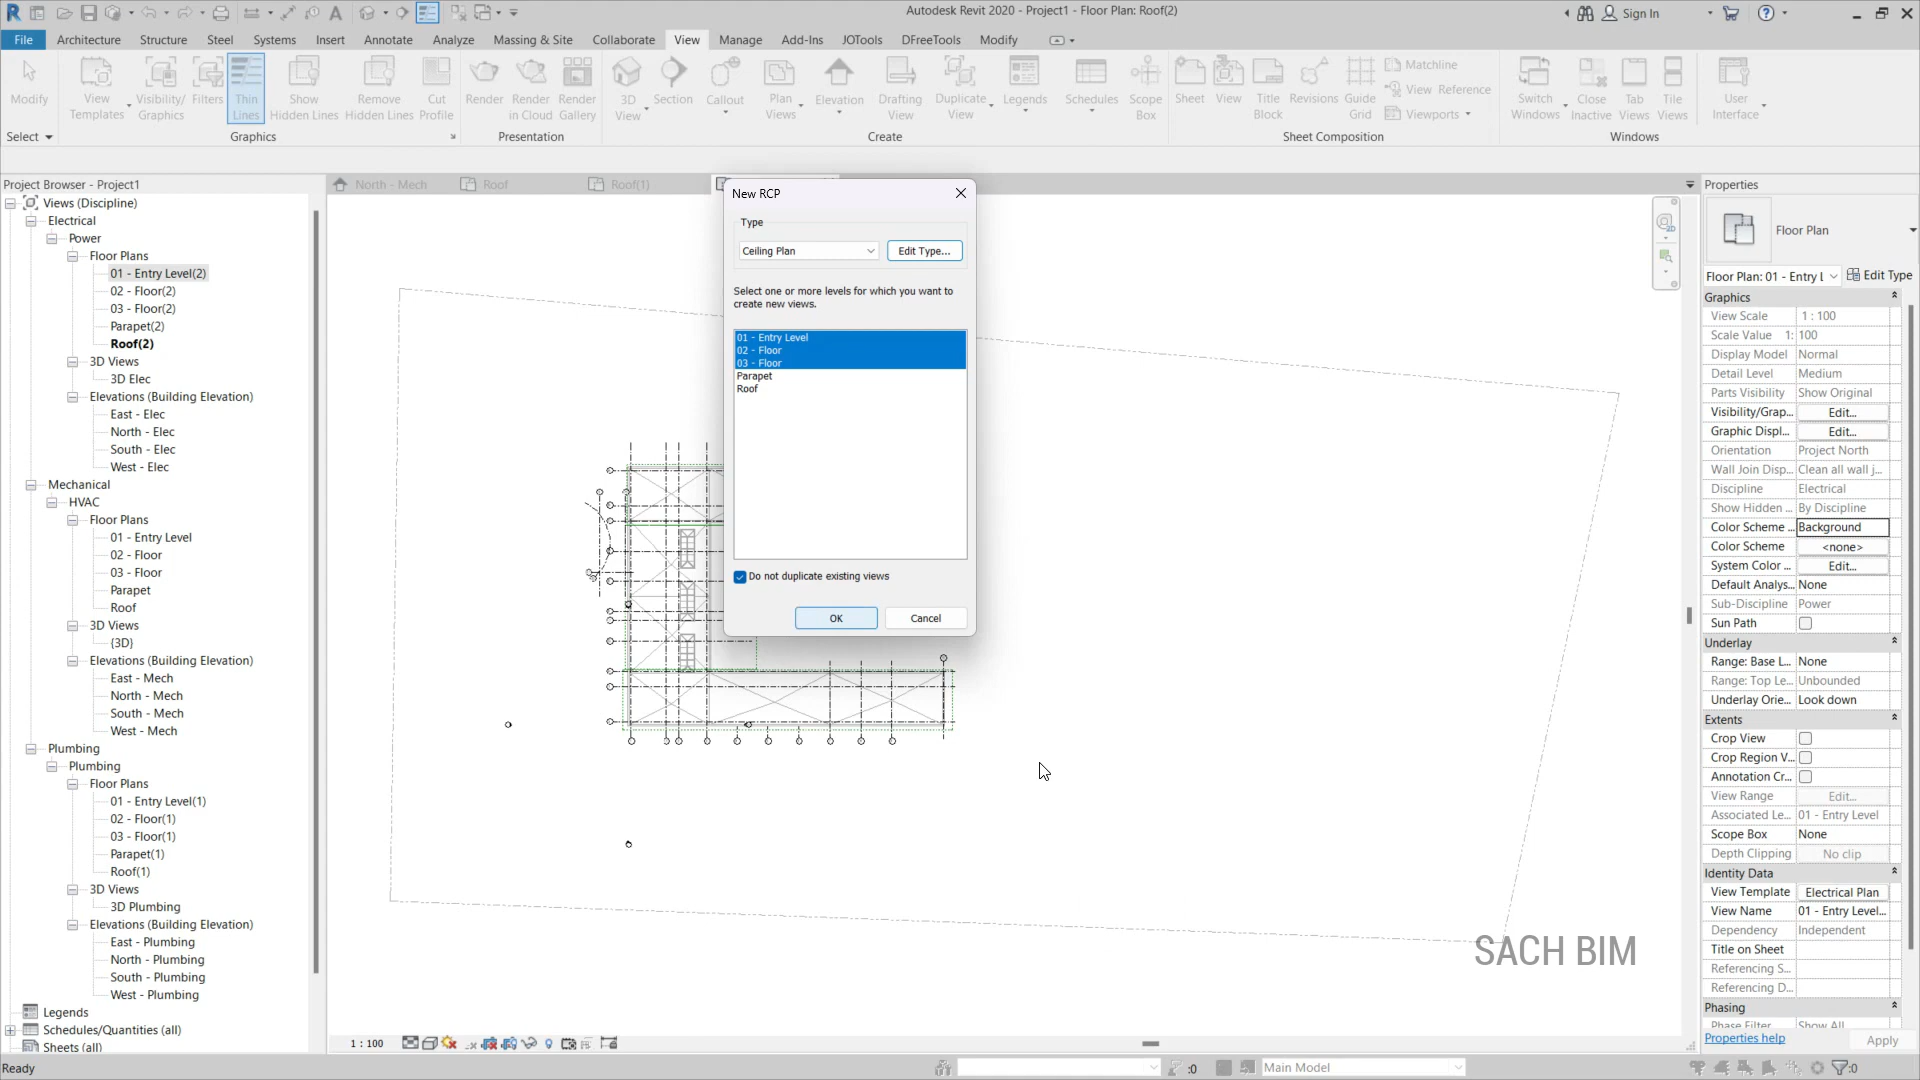 Autodesk Revit 2020 - Project1 - Floor Plan: Roof(2)
Sign In
File Architecture Structure Steel Systems Insert Annotate Analyze Massing & Site Collaborate View Manage Add-Ins JOTools DFreeTools Modify
Modify
View Templates
Visibility/ Graphics
Filters
Thin Lines
Show Hidden Lines
Remove Hidden Lines
Cut Profile
Render
Render in Cloud
Render Gallery
3D View
Section
Callout
Plan Views
Elevation
Drafting View
Duplicate View
Legends
Schedules
Scope Box
Sheet
View
Title Block
Revisions
Guide Grid
Matchline
View Reference
Viewports
Switch Windows
Close Inactive
Tab Views
Tile Views
User Interface
Select
Graphics
Presentation
Create
Sheet Composition
Windows
Project Browser - Project1
Views (Discipline)
Electrical
Power
Floor Plans
01 - Entry Level(2)
02 - Floor(2)
03 - Floor(2)
Parapet(2)
Roof(2)
3D Views
3D Elec
Elevations (Building Elevation)
East - Elec
North - Elec
South - Elec
West - Elec
Mechanical
HVAC
Floor Plans
01 - Entry Level
02 - Floor
03 - Floor
Parapet
Roof
3D Views
{3D}
Elevations (Building Elevation)
East - Mech
North - Mech
South - Mech
West - Mech
Plumbing
Plumbing
Floor Plans
01 - Entry Level(1)
02 - Floor(1)
03 - Floor(1)
Parapet(1)
Roof(1)
3D Views
3D Plumbing
Elevations (Building Elevation)
East - Plumbing
North - Plumbing
South - Plumbing
West - Plumbing
Legends
Schedules/Quantities (all)
Sheets (all)
North - Mech
Roof
Roof(1)
New RCP
Type
Ceiling Plan
Edit Type...
Select one or more levels for which you want to
create new views.
01 - Entry Level
02 - Floor
03 - Floor
Parapet
Roof
Do not duplicate existing views
OK
Cancel
SACH BIM
1 : 100
Properties
Floor Plan
Floor Plan: 01 - Entry L
Edit Type
Graphics
View Scale 1 : 100
Scale Value 1: 100
Display Model Normal
Detail Level Medium
Parts Visibility Show Original
Visibility/Grap... Edit...
Graphic Displ... Edit...
Orientation Project North
Wall Join Disp... Clean all wall j...
Discipline Electrical
Show Hidden ... By Discipline
Color Scheme ... Background
Color Scheme <none>
System Color ... Edit...
Default Analys... None
Sub-Discipline Power
Sun Path
Underlay
Range: Base L... None
Range: Top Le... Unbounded
Underlay Orie... Look down
Extents
Crop View
Crop Region V...
Annotation Cr...
View Range Edit...
Associated Le... 01 - Entry Level
Scope Box None
Depth Clipping No clip
Identity Data
View Template Electrical Plan
View Name 01 - Entry Level...
Dependency Independent
Title on Sheet
Referencing S...
Referencing D...
Phasing
Phase Filter Show All
Properties help
Apply
Ready
:0
Main Model
:0